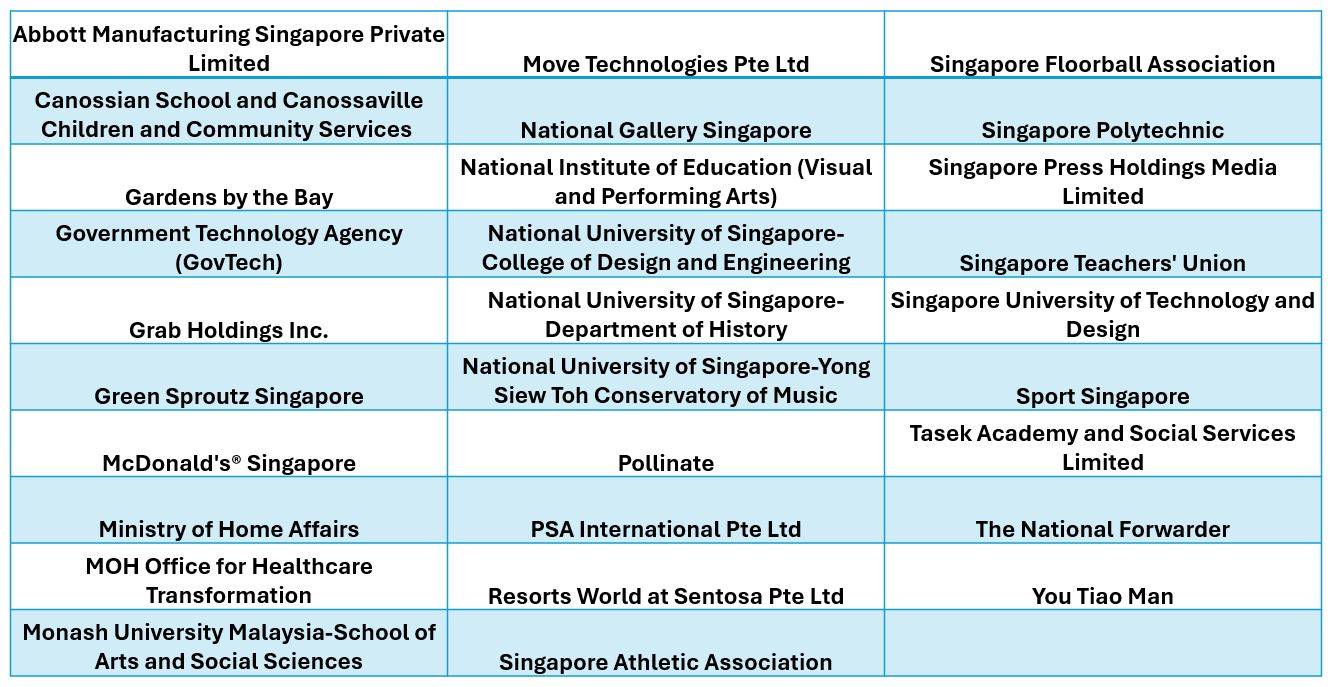 Abbott Manufacturing Singapore Private
Limited
Move Technologies Pte Ltd
Singapore Floorball Association
Canossian School and Canossaville
Children and Community Services
National Gallery Singapore
Singapore Polytechnic
Gardens by the Bay
National Institute of Education (Visual
and Performing Arts)
Singapore Press Holdings Media
Limited
Government Technology Agency
(GovTech)
National University of Singapore-
College of Design and Engineering
Singapore Teachers' Union
Grab Holdings Inc.
National University of Singapore-
Department of History
Singapore University of Technology and
Design
Green Sproutz Singapore
National University of Singapore-Yong
Siew Toh Conservatory of Music
Sport Singapore
McDonald's® Singapore
Pollinate
Tasek Academy and Social Services
Limited
Ministry of Home Affairs
PSA International Pte Ltd
The National Forwarder
MOH Office for Healthcare
Transformation
Resorts World at Sentosa Pte Ltd
You Tiao Man
Monash University Malaysia-School of
Arts and Social Sciences
Singapore Athletic Association